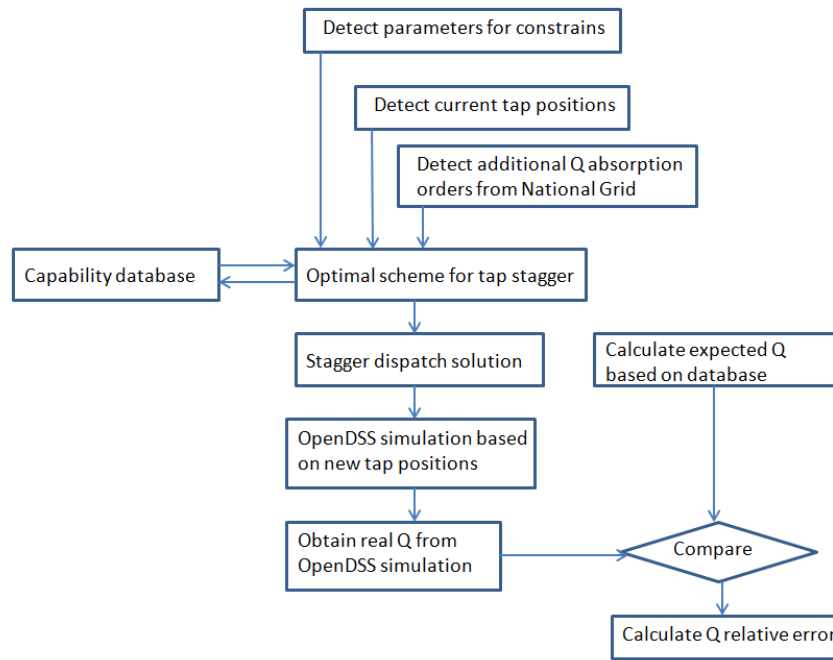 Detect parameters for constrains
Detect current tap positions
Detect additional Q absorption
orders from National Grid
Capability database
Optimal scheme for tap stagger
Stagger dispatch solution
Calculate expected Q
based on database
OpenDSS simulation based
on new tap positions
Obtain real Q from
OpenDSS simulation
Compare
Calculate Q relative error